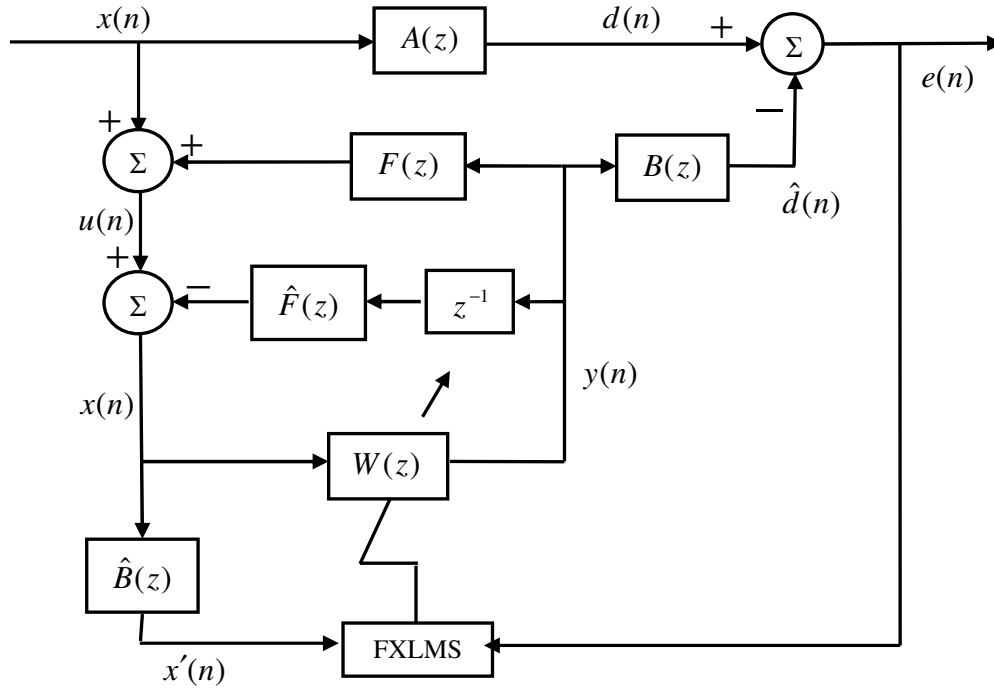 x(n)
A(z)
d(n)
+
Σ
e(n)
−
+
Σ
+
F(z)
B(z)
d̂(n)
u(n)
+
Σ
−
F̂(z)
z⁻¹
x(n)
y(n)
W(z)
B̂(z)
FXLMS
x′(n)